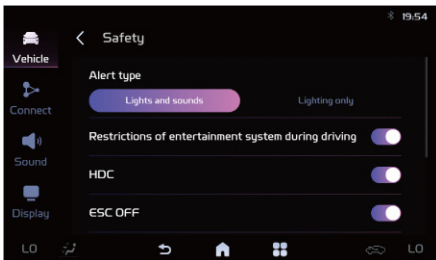 19:54
Safety
Vehicle
Alert type
Lights and sounds
Lighting only
Connect
Restrictions of entertainment system during driving
Sound
HDC
Display
ESC OFF
LO
LO